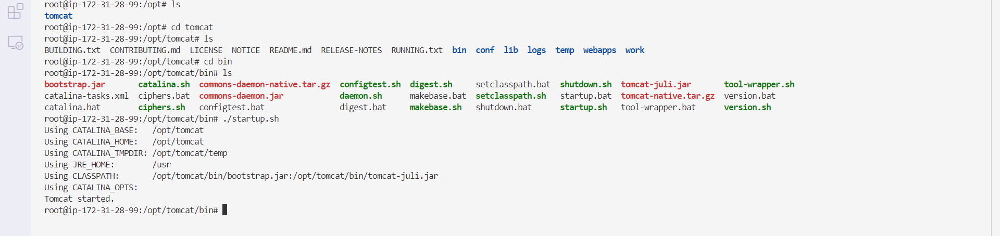 root@ip-172-31-28-99:/opt# ls
tomcat
root@ip-172-31-28-99:/opt# cd tomcat
root@ip-172-31-28-99:/opt/tomcat# ls
BUILDING.txt  CONTRIBUTING.md  LICENSE  NOTICE  README.md  RELEASE-NOTES  RUNNING.txt  bin  conf  lib  logs  temp  webapps  work
root@ip-172-31-28-99:/opt/tomcat# cd bin
root@ip-172-31-28-99:/opt/tomcat/bin# ls
bootstrap.jar       catalina.sh  commons-daemon-native.tar.gz  configtest.sh  digest.sh     setclasspath.bat  shutdown.sh  tomcat-juli.jar       tool-wrapper.sh
catalina-tasks.xml  ciphers.bat  commons-daemon.jar            daemon.sh      makebase.bat  setclasspath.sh   startup.bat  tomcat-native.tar.gz  version.bat
catalina.bat        ciphers.sh   configtest.bat                digest.bat     makebase.sh   shutdown.bat      startup.sh   tool-wrapper.bat      version.sh
root@ip-172-31-28-99:/opt/tomcat/bin# ./startup.sh
Using CATALINA_BASE:   /opt/tomcat
Using CATALINA_HOME:   /opt/tomcat
Using CATALINA_TMPDIR: /opt/tomcat/temp
Using JRE_HOME:        /usr
Using CLASSPATH:       /opt/tomcat/bin/bootstrap.jar:/opt/tomcat/bin/tomcat-juli.jar
Using CATALINA_OPTS:
Tomcat started.
root@ip-172-31-28-99:/opt/tomcat/bin#